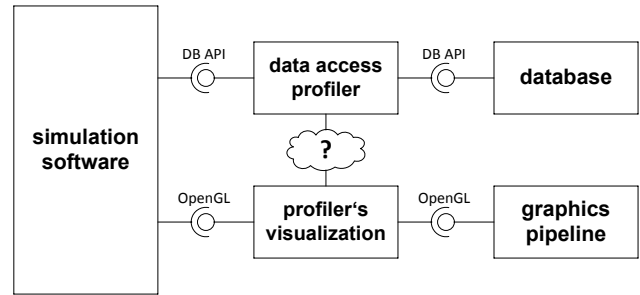 DB API
DB API
data access
profiler
database
simulation
software
?
OpenGL
OpenGL
profiler‘s
visualization
graphics
pipeline